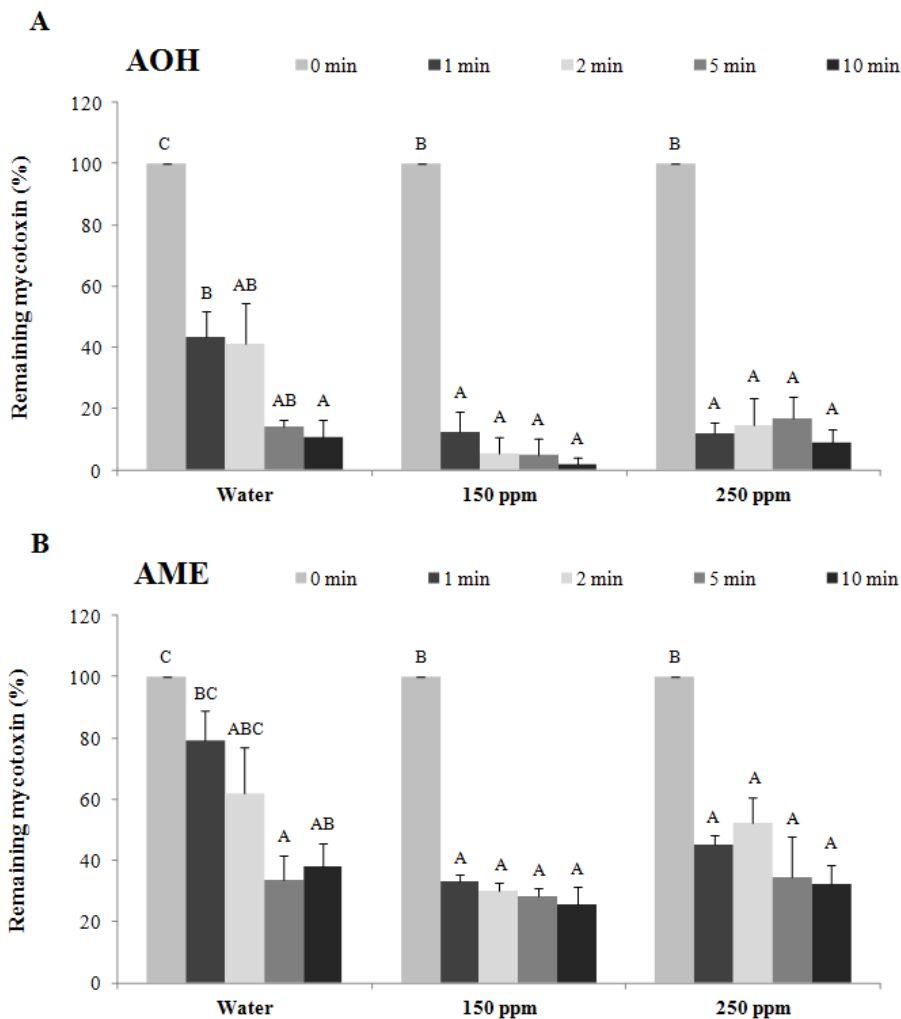 A
AOH
0 min 1 min 2 min 5 min 10 min
Remaining mycotoxin (%)
120
100
80
60
40
20
0
C B AB AB A
B A A A A
B A A A A
Water 150 ppm 250 ppm
B
AME
0 min 1 min 2 min 5 min 10 min
Remaining mycotoxin (%)
120
100
80
60
40
20
0
C BC ABC A AB
B A A A A
B A A A A
Water 150 ppm 250 ppm